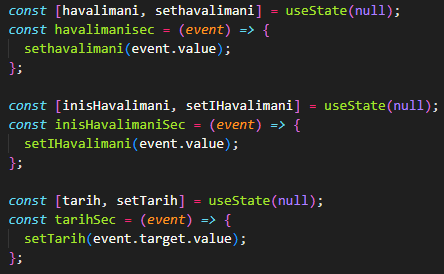 const [havalimani, sethavalimani] = useState(null);
const havalimanisec = (event) => {
sethavalimani(event.value);
};
const [inisHavalimani, setIHavalimani] = useState(null);
const inisHavalimaniSec = (event) => {
setIHavalimani(event.value);
};
const [tarih, setTarih] = useState(null);
const tarihSec = (event) => {
setTarih(event.target.value);
};